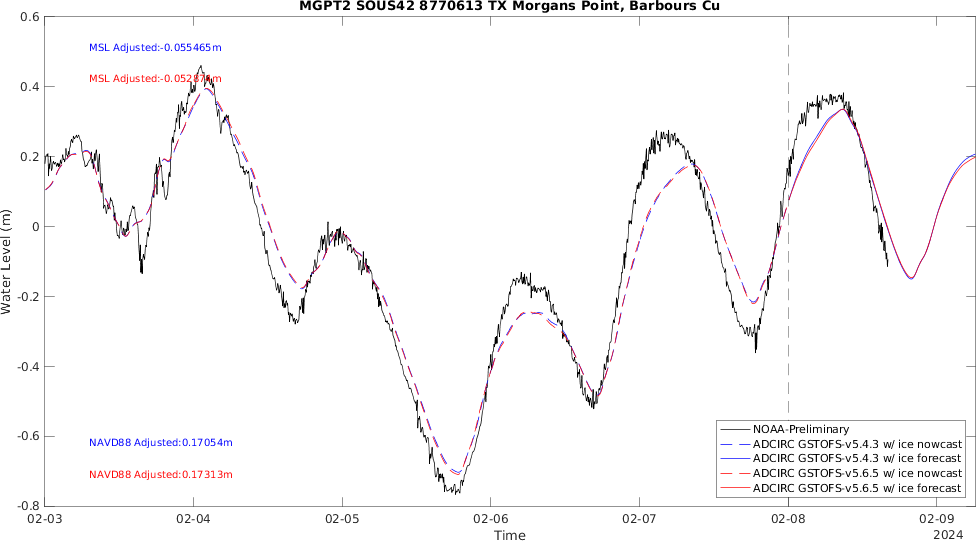 MGPT2 SOUS42 8770613 TX Morgans Point, Barbours Cu
0.6
MSL Adjusted:-0.055465m
MSL Adjusted:-0.052875m
0.4
0.2
0
-0.2
-0.4
-0.6
-0.8
Water Level (m)
NAVD88 Adjusted:0.17054m
NAVD88 Adjusted:0.17313m
NOAA-Preliminary
ADCIRC GSTOFS-v5.4.3 w/ ice nowcast
ADCIRC GSTOFS-v5.4.3 w/ ice forecast
ADCIRC GSTOFS-v5.6.5 w/ ice nowcast
ADCIRC GSTOFS-v5.6.5 w/ ice forecast
02-03 02-04 02-05 02-06 02-07 02-08 02-09
Time
2024